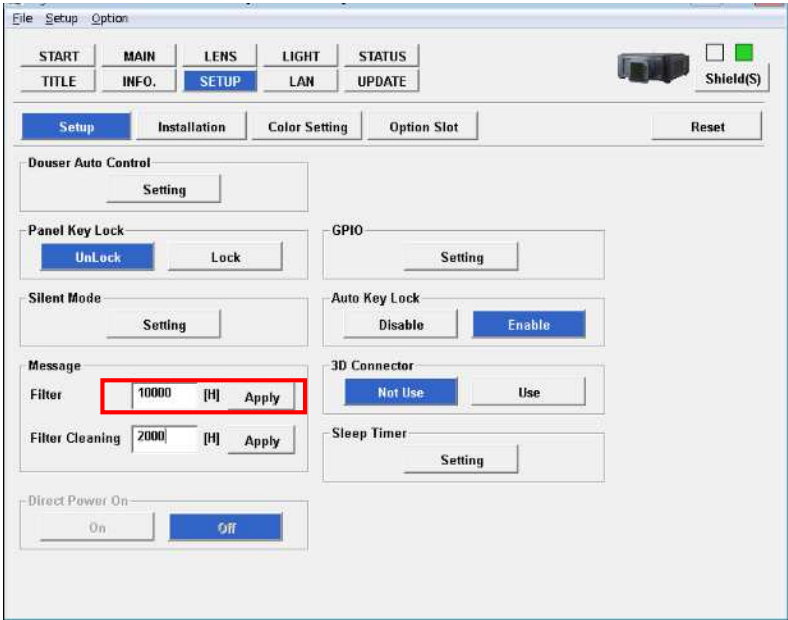 File Setup Option
START MAIN LENS LIGHT STATUS
TITLE INFO. SETUP LAN UPDATE
Shield(S)
Setup Installation Color Setting Option Slot Reset
Douser Auto Control
Setting
Panel Key Lock
UnLock Lock
GPIO
Setting
Silent Mode
Setting
Auto Key Lock
Disable Enable
Message
Filter 10000 [H] Apply
Filter Cleaning 2000 [H] Apply
3D Connector
Not Use Use
Sleep Timer
Setting
Direct Power On
On Off